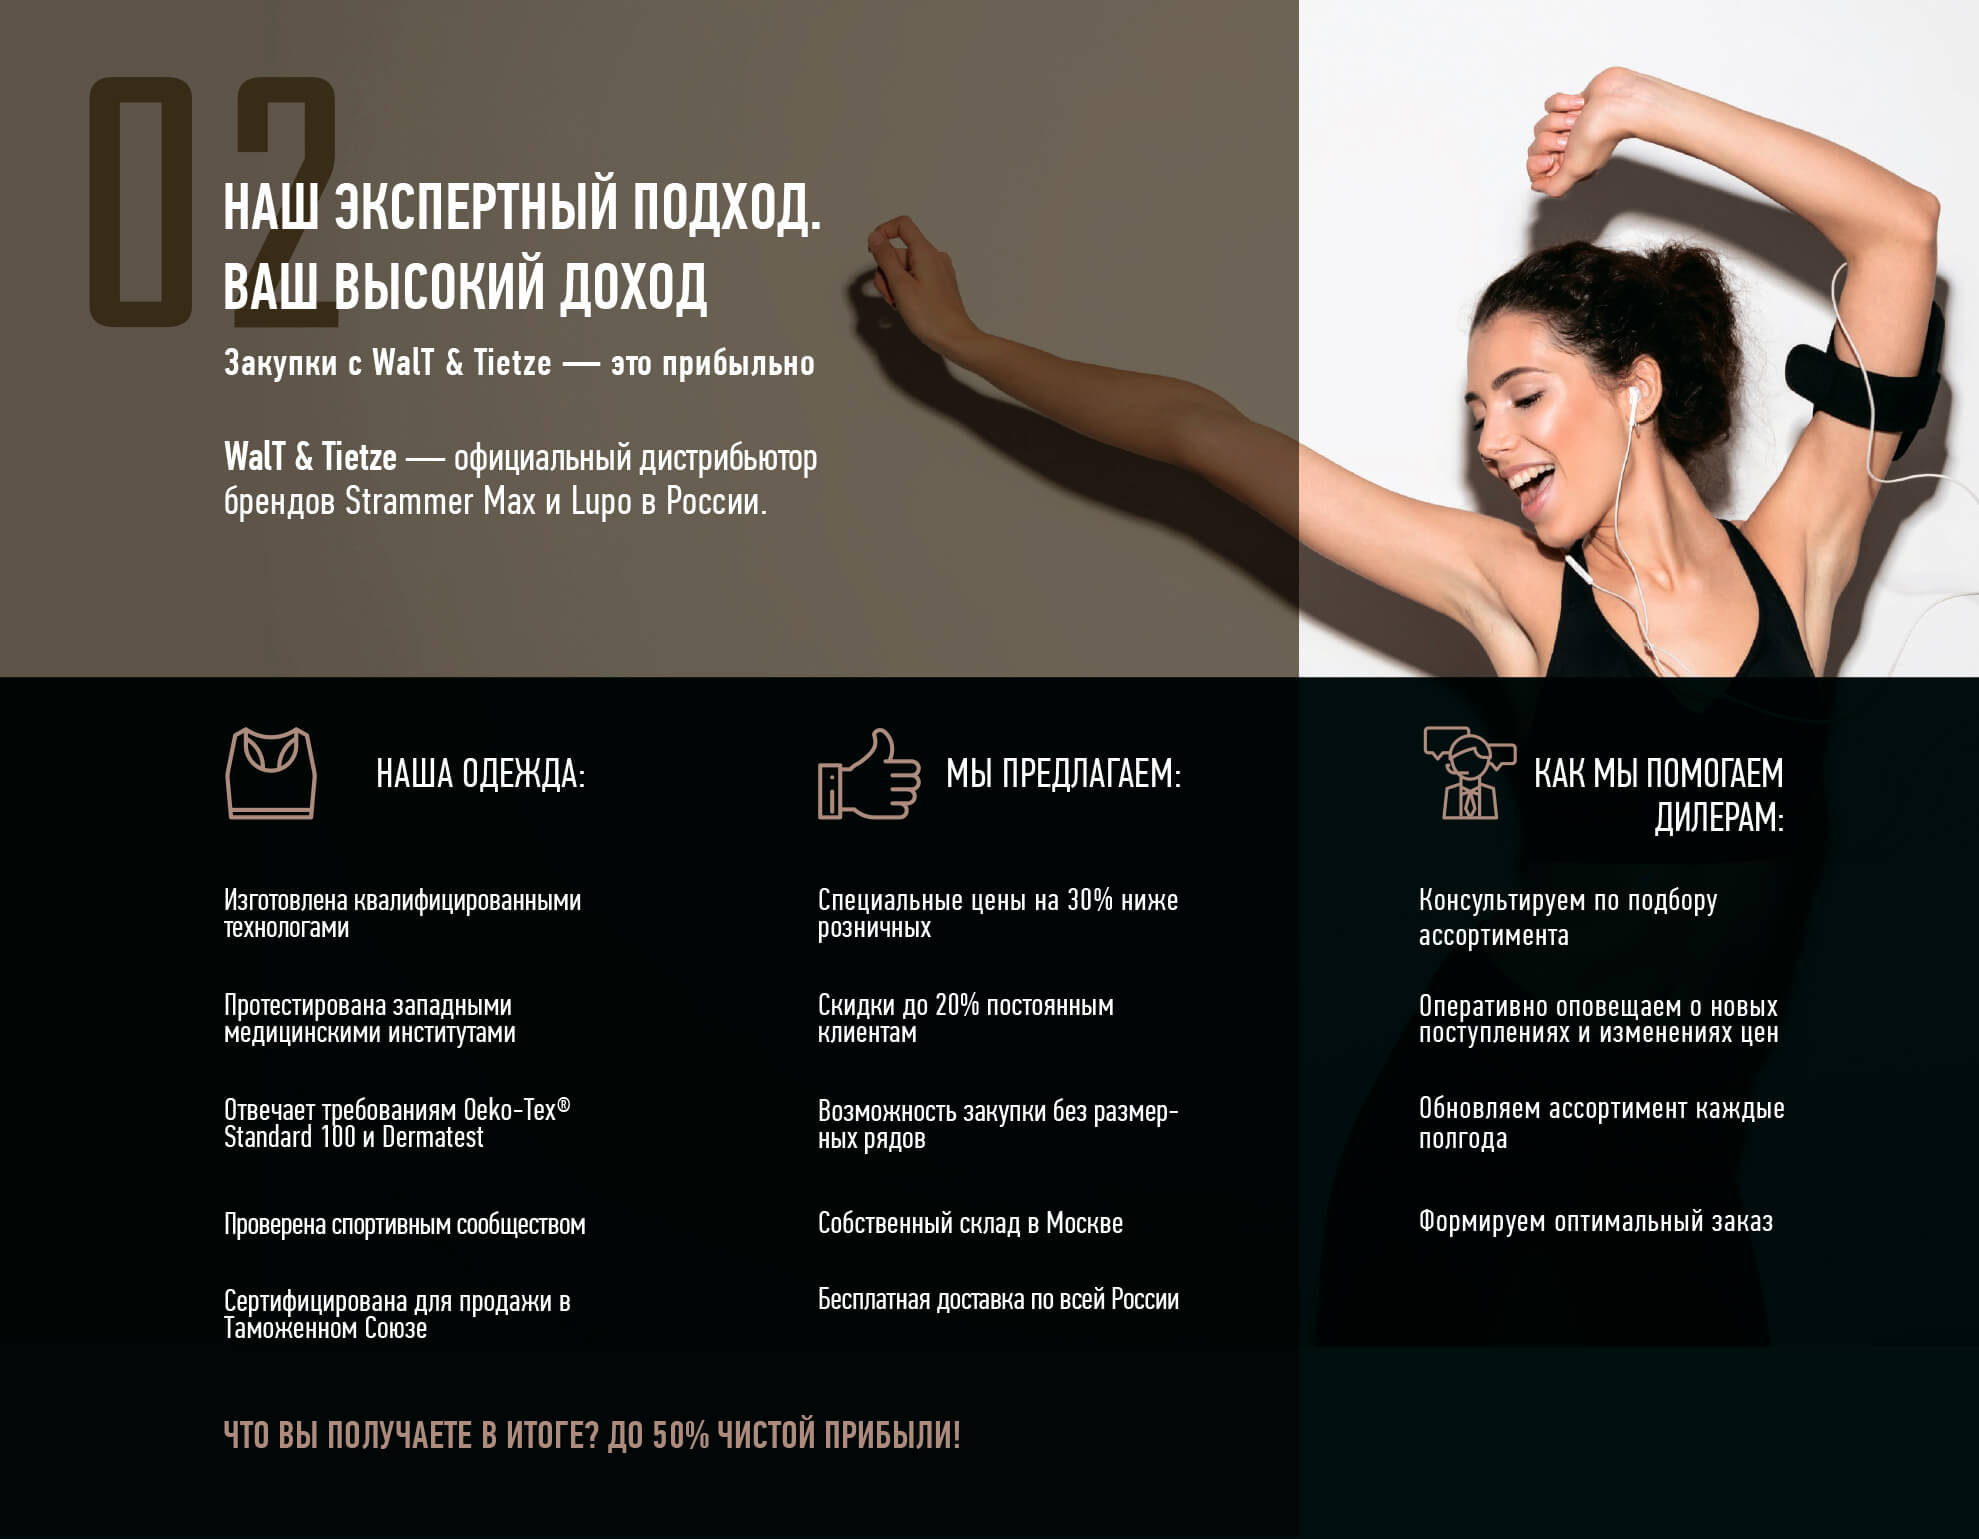 02
НАШ ЭКСПЕРТНЫЙ ПОДХОД.
ВАШ ВЫСОКИЙ ДОХОД
Закупки с WalT & Tietze — это прибыльно
WalT & Tietze — официальный дистрибьютор
брендов Strammer Max и Lupo в России.
НАША ОДЕЖДА:
Изготовлена квалифицированными
технологами
Протестирована западными
медицинскими институтами
Отвечает требованиям Oeko-Tex®
Standard 100 и Dermatest
Проверена спортивным сообществом
Сертифицирована для продажи в
Таможенном Союзе
МЫ ПРЕДЛАГАЕМ:
Специальные цены на 30% ниже
розничных
Скидки до 20% постоянным
клиентам
Возможность закупки без размер-
ных рядов
Собственный склад в Москве
Бесплатная доставка по всей России
КАК МЫ ПОМОГАЕМ
ДИЛЕРАМ:
Консультируем по подбору
ассортимента
Оперативно оповещаем о новых
поступлениях и изменениях цен
Обновляем ассортимент каждые
полгода
Формируем оптимальный заказ
ЧТО ВЫ ПОЛУЧАЕТЕ В ИТОГЕ? ДО 50% ЧИСТОЙ ПРИБЫЛИ!